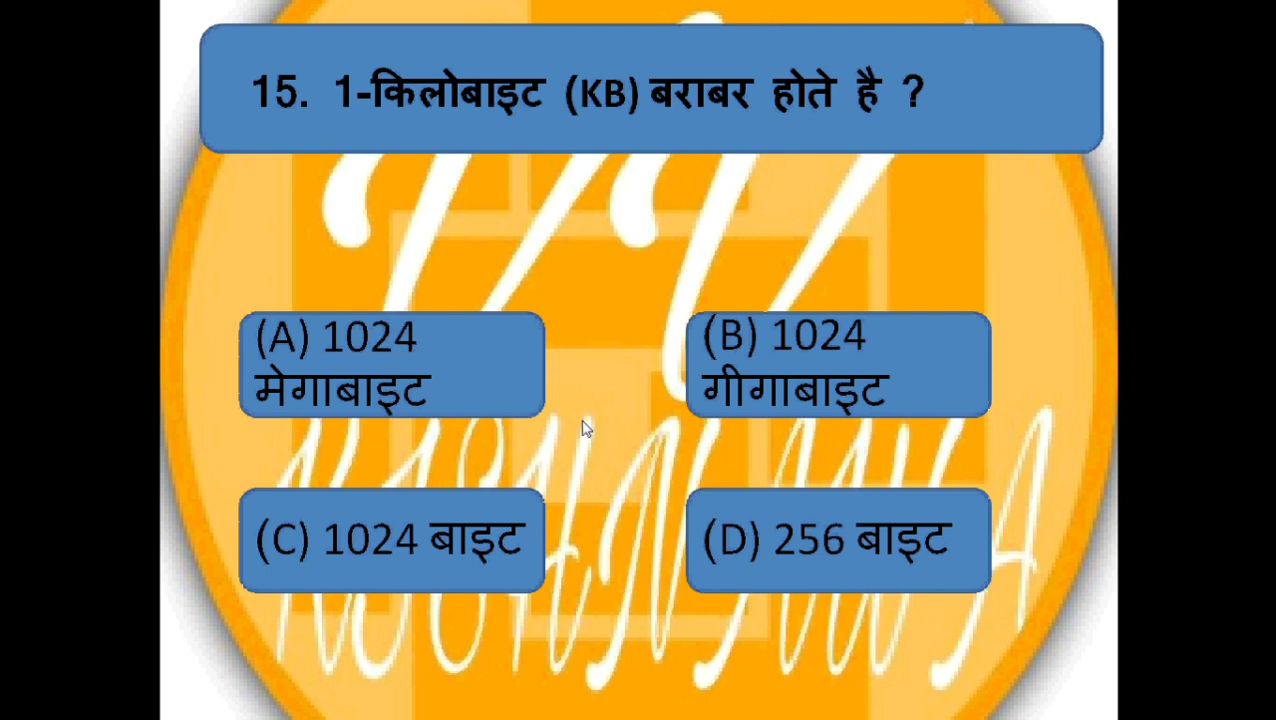 15. 1-किलोबाइट (KB) बराबर होते है ?
(A) 1024
मेगाबाइट
(B) 1024
गीगाबाइट
(C) 1024 बाइट
(D) 256 बाइट